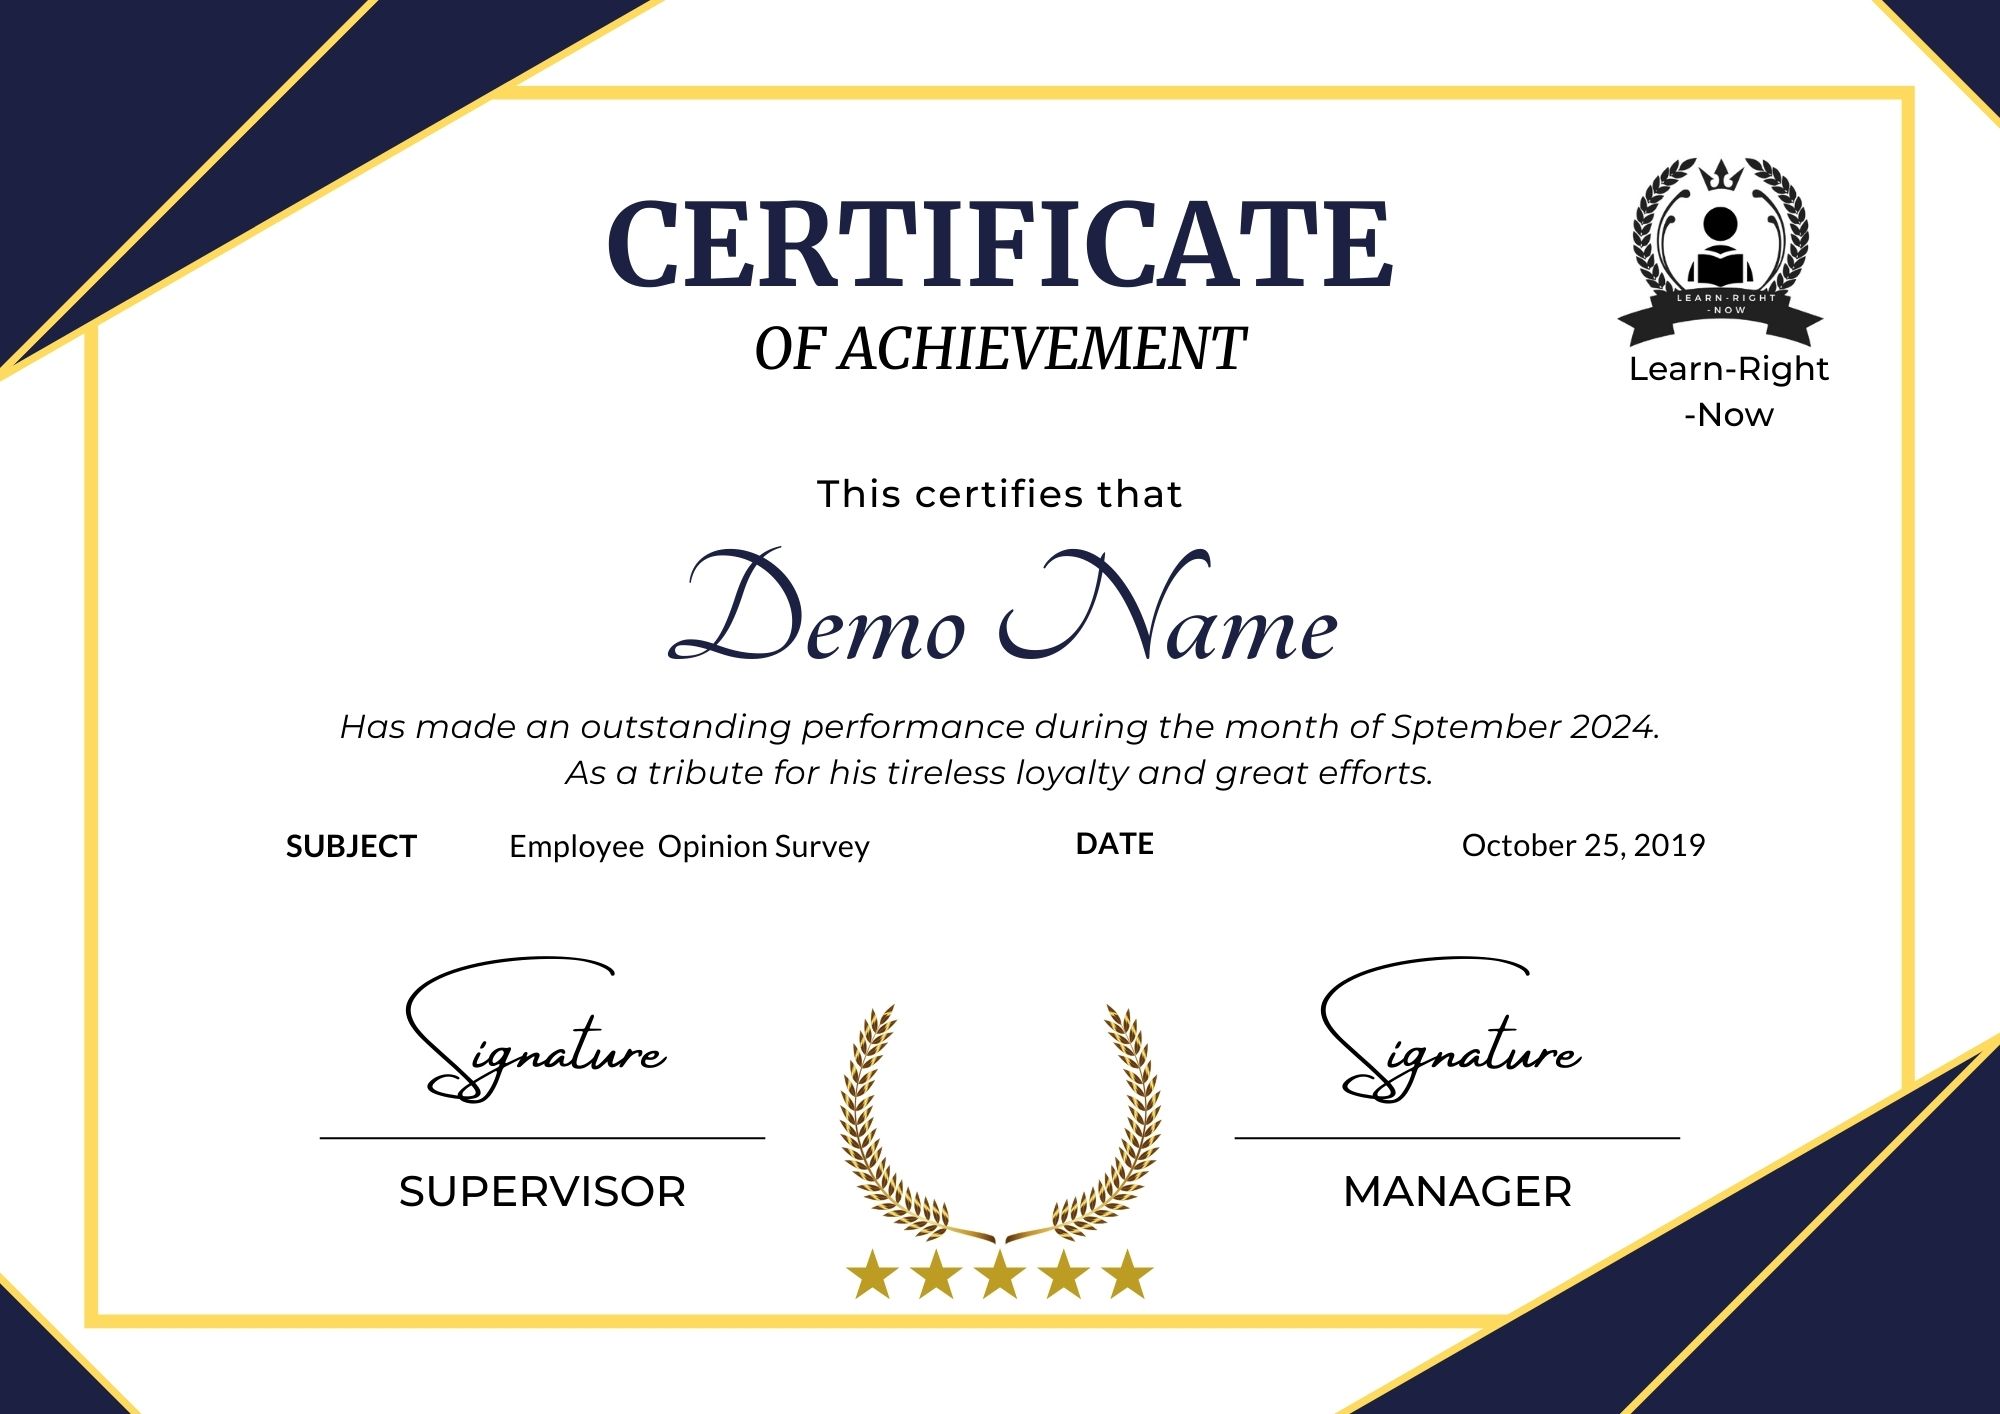 CERTIFICATE
OF ACHIEVEMENT
LEARN-RIGHT
-NOW
Learn-Right
-Now
This certifies that
Demo Name
Has made an outstanding performance during the month of Sptember 2024.
As a tribute for his tireless loyalty and great efforts.
SUBJECT Employee Opinion Survey DATE October 25, 2019
Signature Signature
SUPERVISOR MANAGER